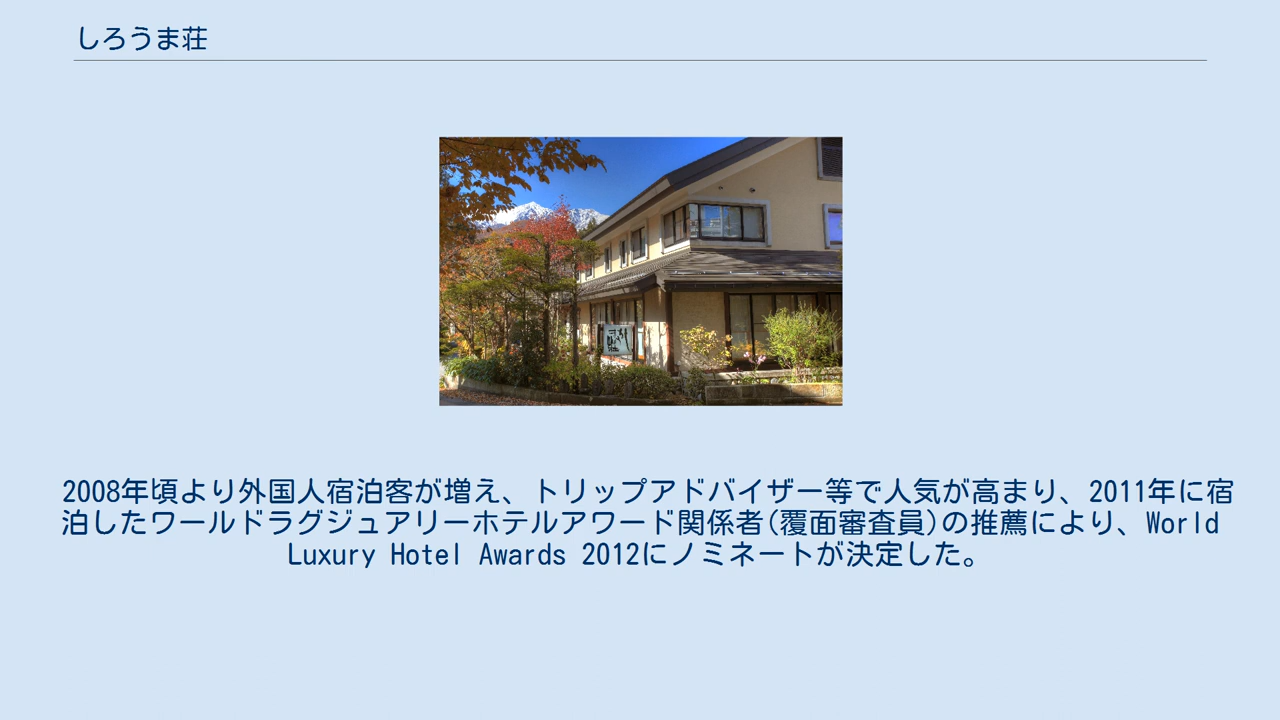 しろうま荘
2008年頃より外国人宿泊客が増え、トリップアドバイザー等で人気が高まり、2011年に宿
泊したワールドラグジュアリーホテルアワード関係者(覆面審査員)の推薦により、World
Luxury Hotel Awards 2012にノミネートが決定した。